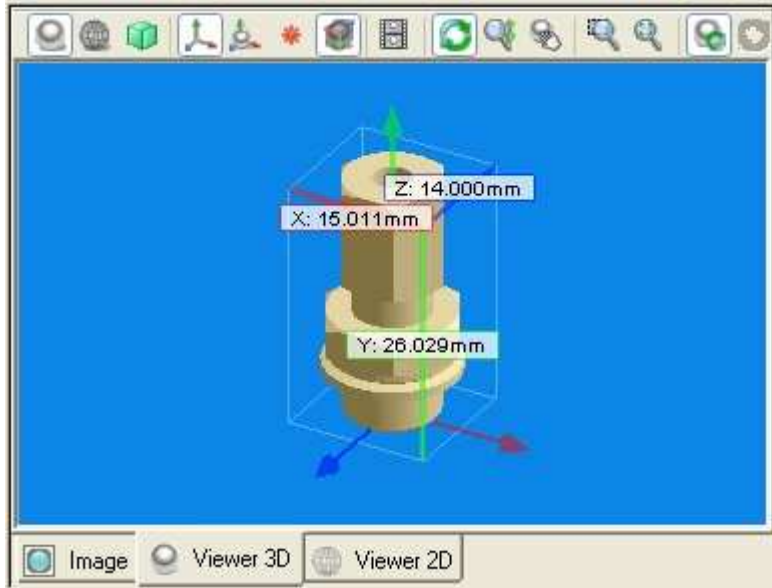 Z: 14.000mm
X: 15.011mm
Y: 26.029mm
Image
Viewer 3D
Viewer 2D